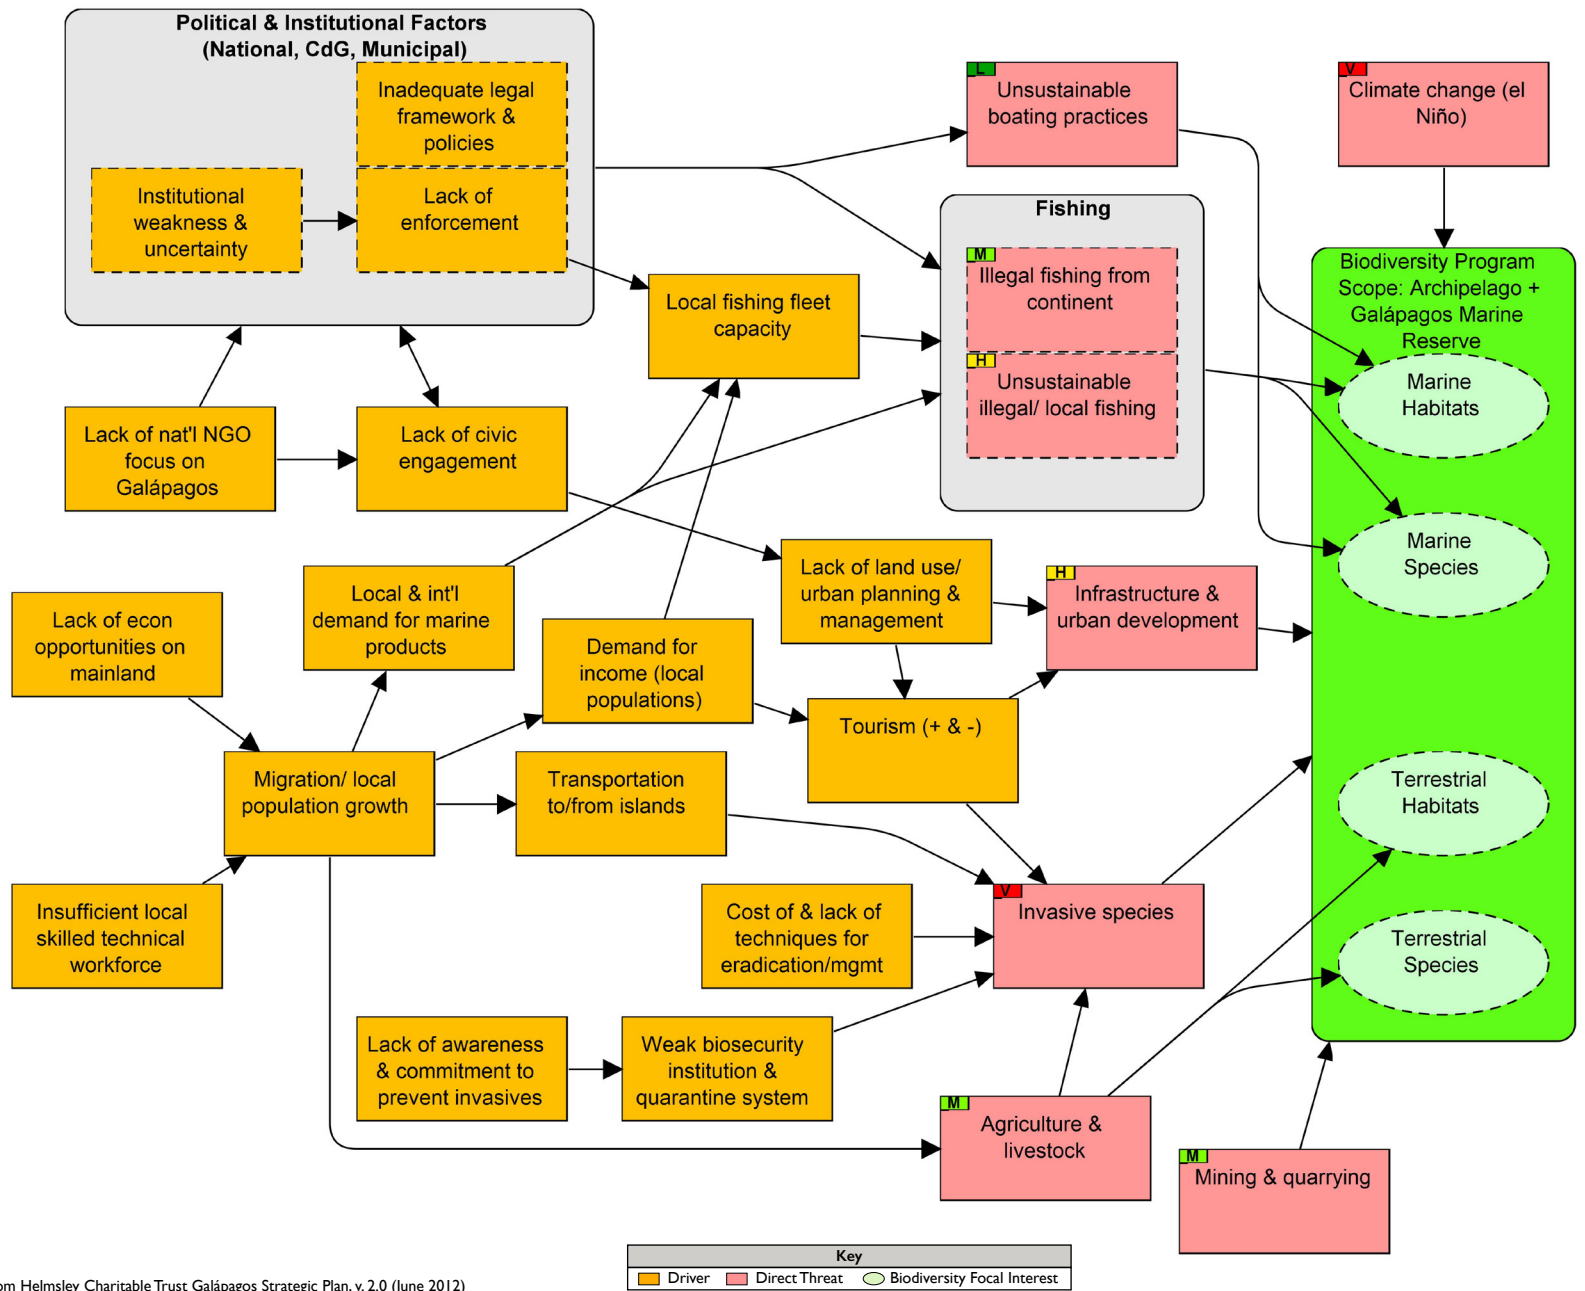 Political & Institutional Factors
(National, CdG, Municipal)
Inadequate legal
framework &
policies
Institutional
weakness &
uncertainty
Lack of
enforcement
L
Unsustainable
boating practices
V
Climate change (el
Niño)
Fishing
M
Illegal fishing from
continent
H
Unsustainable
illegal/ local fishing
Local fishing fleet
capacity
Biodiversity Program
Scope: Archipelago +
Galápagos Marine
Reserve
Marine
Habitats
Marine
Species
Terrestrial
Habitats
Terrestrial
Species
Lack of nat'l NGO
focus on
Galápagos
Lack of civic
engagement
Lack of econ
opportunities on
mainland
Local & int'l
demand for marine
products
Demand for
income (local
populations)
Lack of land use/
urban planning &
management
H
Infrastructure &
urban development
Tourism (+ & -)
Migration/ local
population growth
Transportation
to/from islands
Insufficient local
skilled technical
workforce
Cost of & lack of
techniques for
eradication/mgmt
V
Invasive species
Lack of awareness
& commitment to
prevent invasives
Weak biosecurity
institution &
quarantine system
M
Agriculture &
livestock
M
Mining & quarrying
Key
Driver Direct Threat Biodiversity Focal Interest
om Helmsley Charitable Trust Galápagos Strategic Plan, v. 2.0 (June 2012)